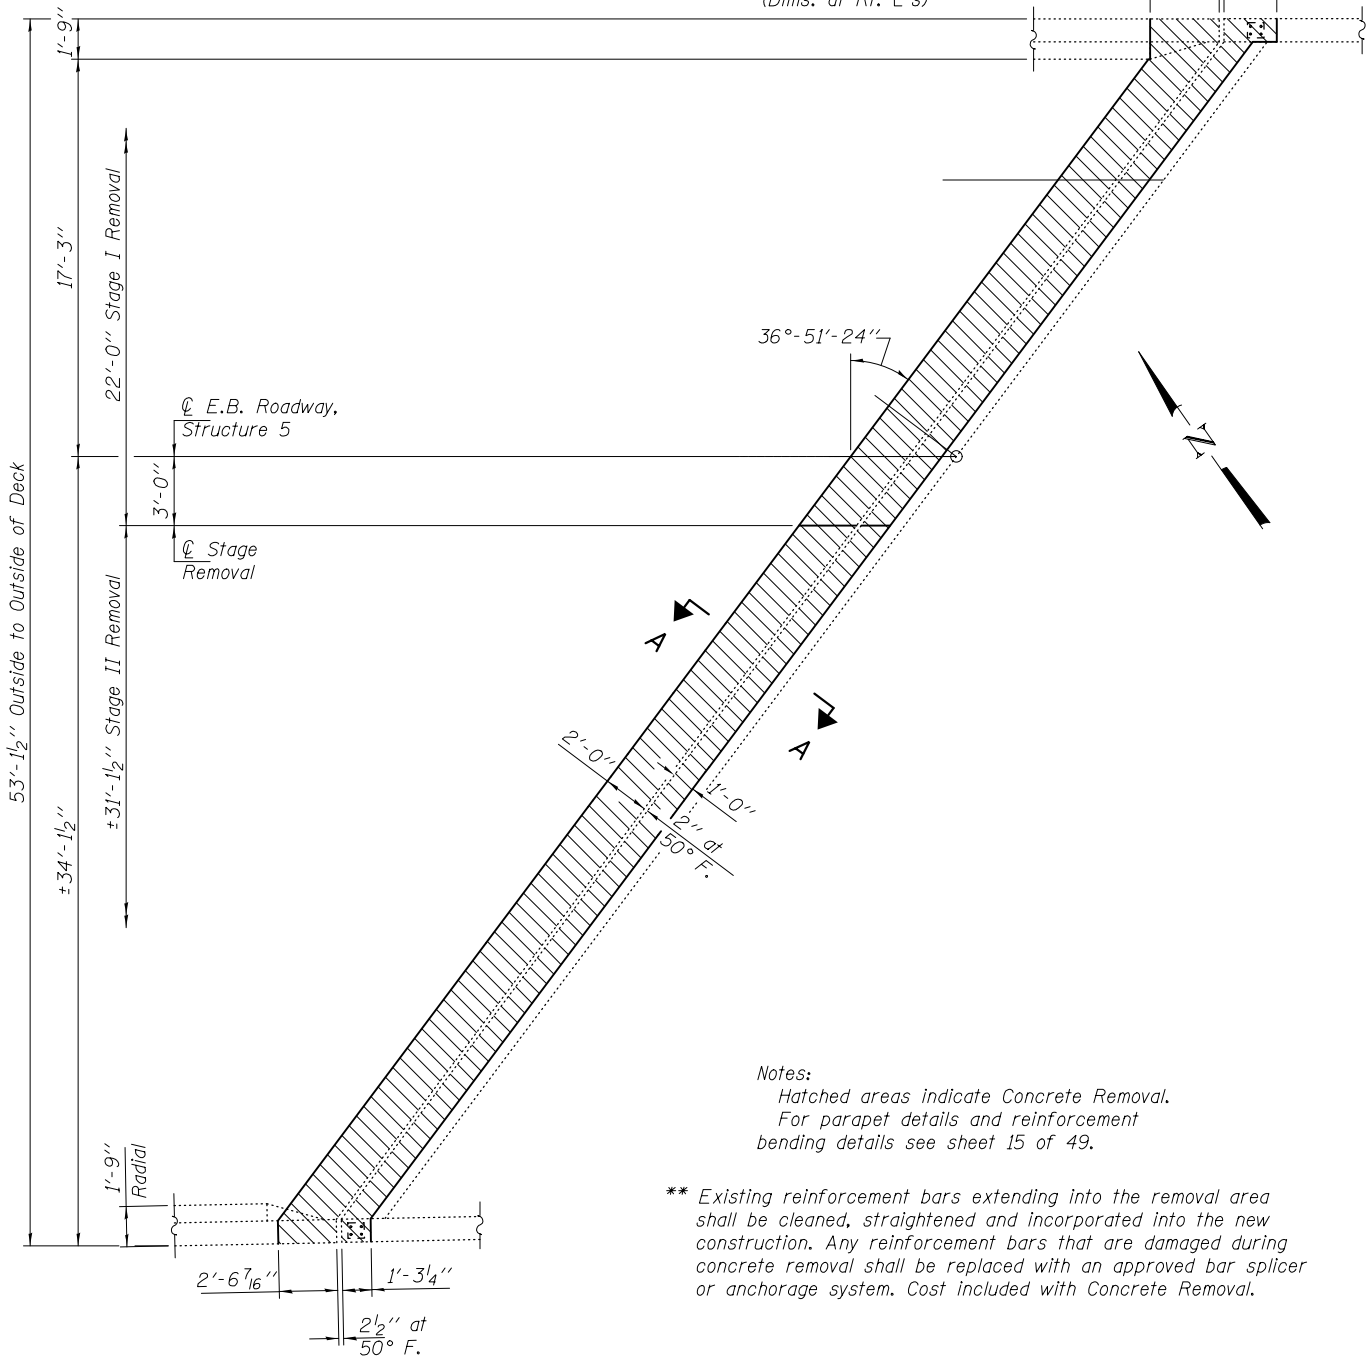 (Dims. at Rt. L's)
1'-9"
17'-3"
22'-0" Stage I Removal
36°-51'-24"
℄ E.B. Roadway,
Structure 5
3'-0"
℄ Stage
Removal
N
53'-1½" Outside to Outside of Deck
±31'-1½" Stage II Removal
±34'-1½"
A
A
2'-0"
1'-0"
2" at
50° F.
Notes:
Hatched areas indicate Concrete Removal.
For parapet details and reinforcement
bending details see sheet 15 of 49.
1'-9"
Radial
** Existing reinforcement bars extending into the removal area
shall be cleaned, straightened and incorporated into the new
construction. Any reinforcement bars that are damaged during
concrete removal shall be replaced with an approved bar splicer
or anchorage system. Cost included with Concrete Removal.
2'-6 7/16"
1'-3¼"
2½" at
50° F.